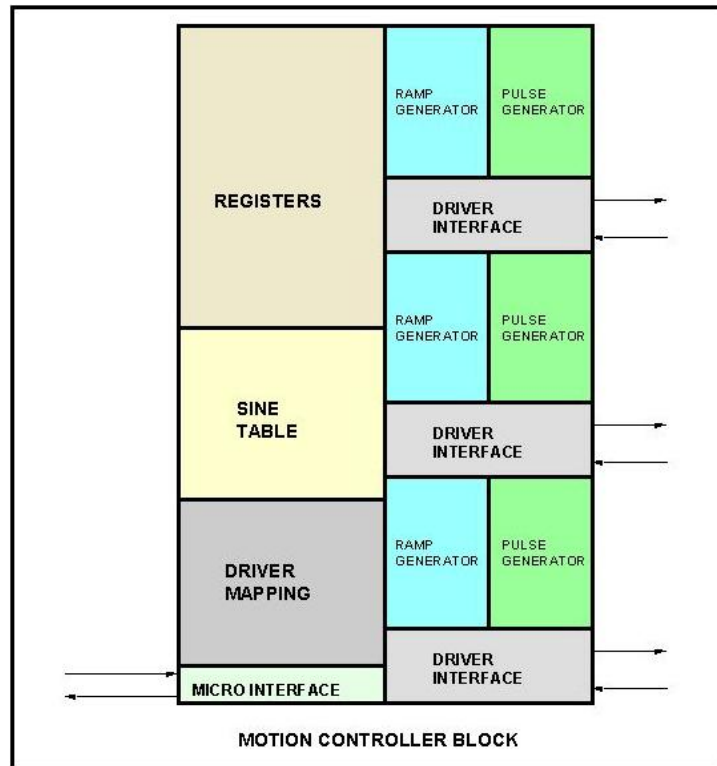 RAMP
GENERATOR
PULSE
GENERATOR
REGISTERS
DRIVER
INTERFACE
RAMP
GENERATOR
PULSE
GENERATOR
SINE
TABLE
DRIVER
INTERFACE
RAMP
GENERATOR
PULSE
GENERATOR
DRIVER
MAPPING
DRIVER
INTERFACE
MICRO INTERFACE
MOTION CONTROLLER BLOCK